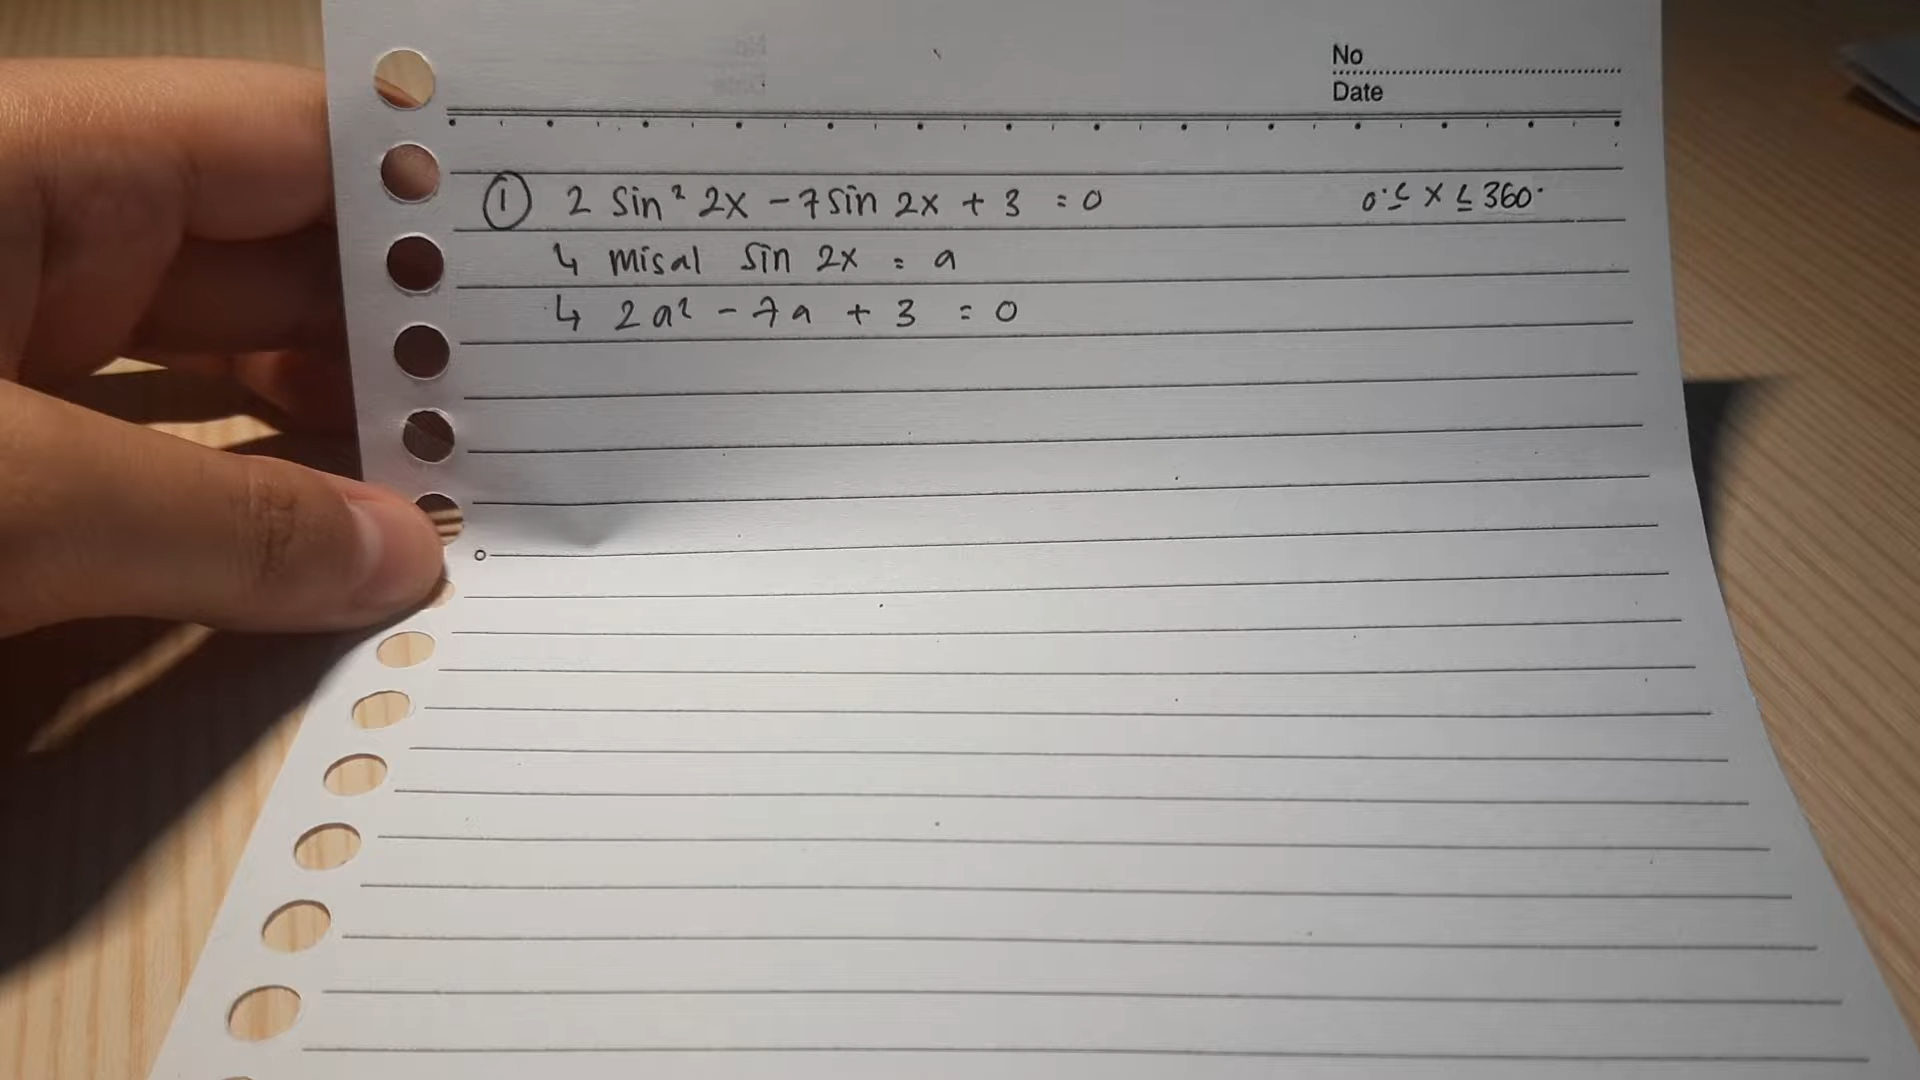 No
Date
① 2 sin² 2x - 7 sin 2x + 3 = 0 0° ≤ x ≤ 360°
↳ misal sin 2x = a
↳ 2a² - 7a + 3 = 0